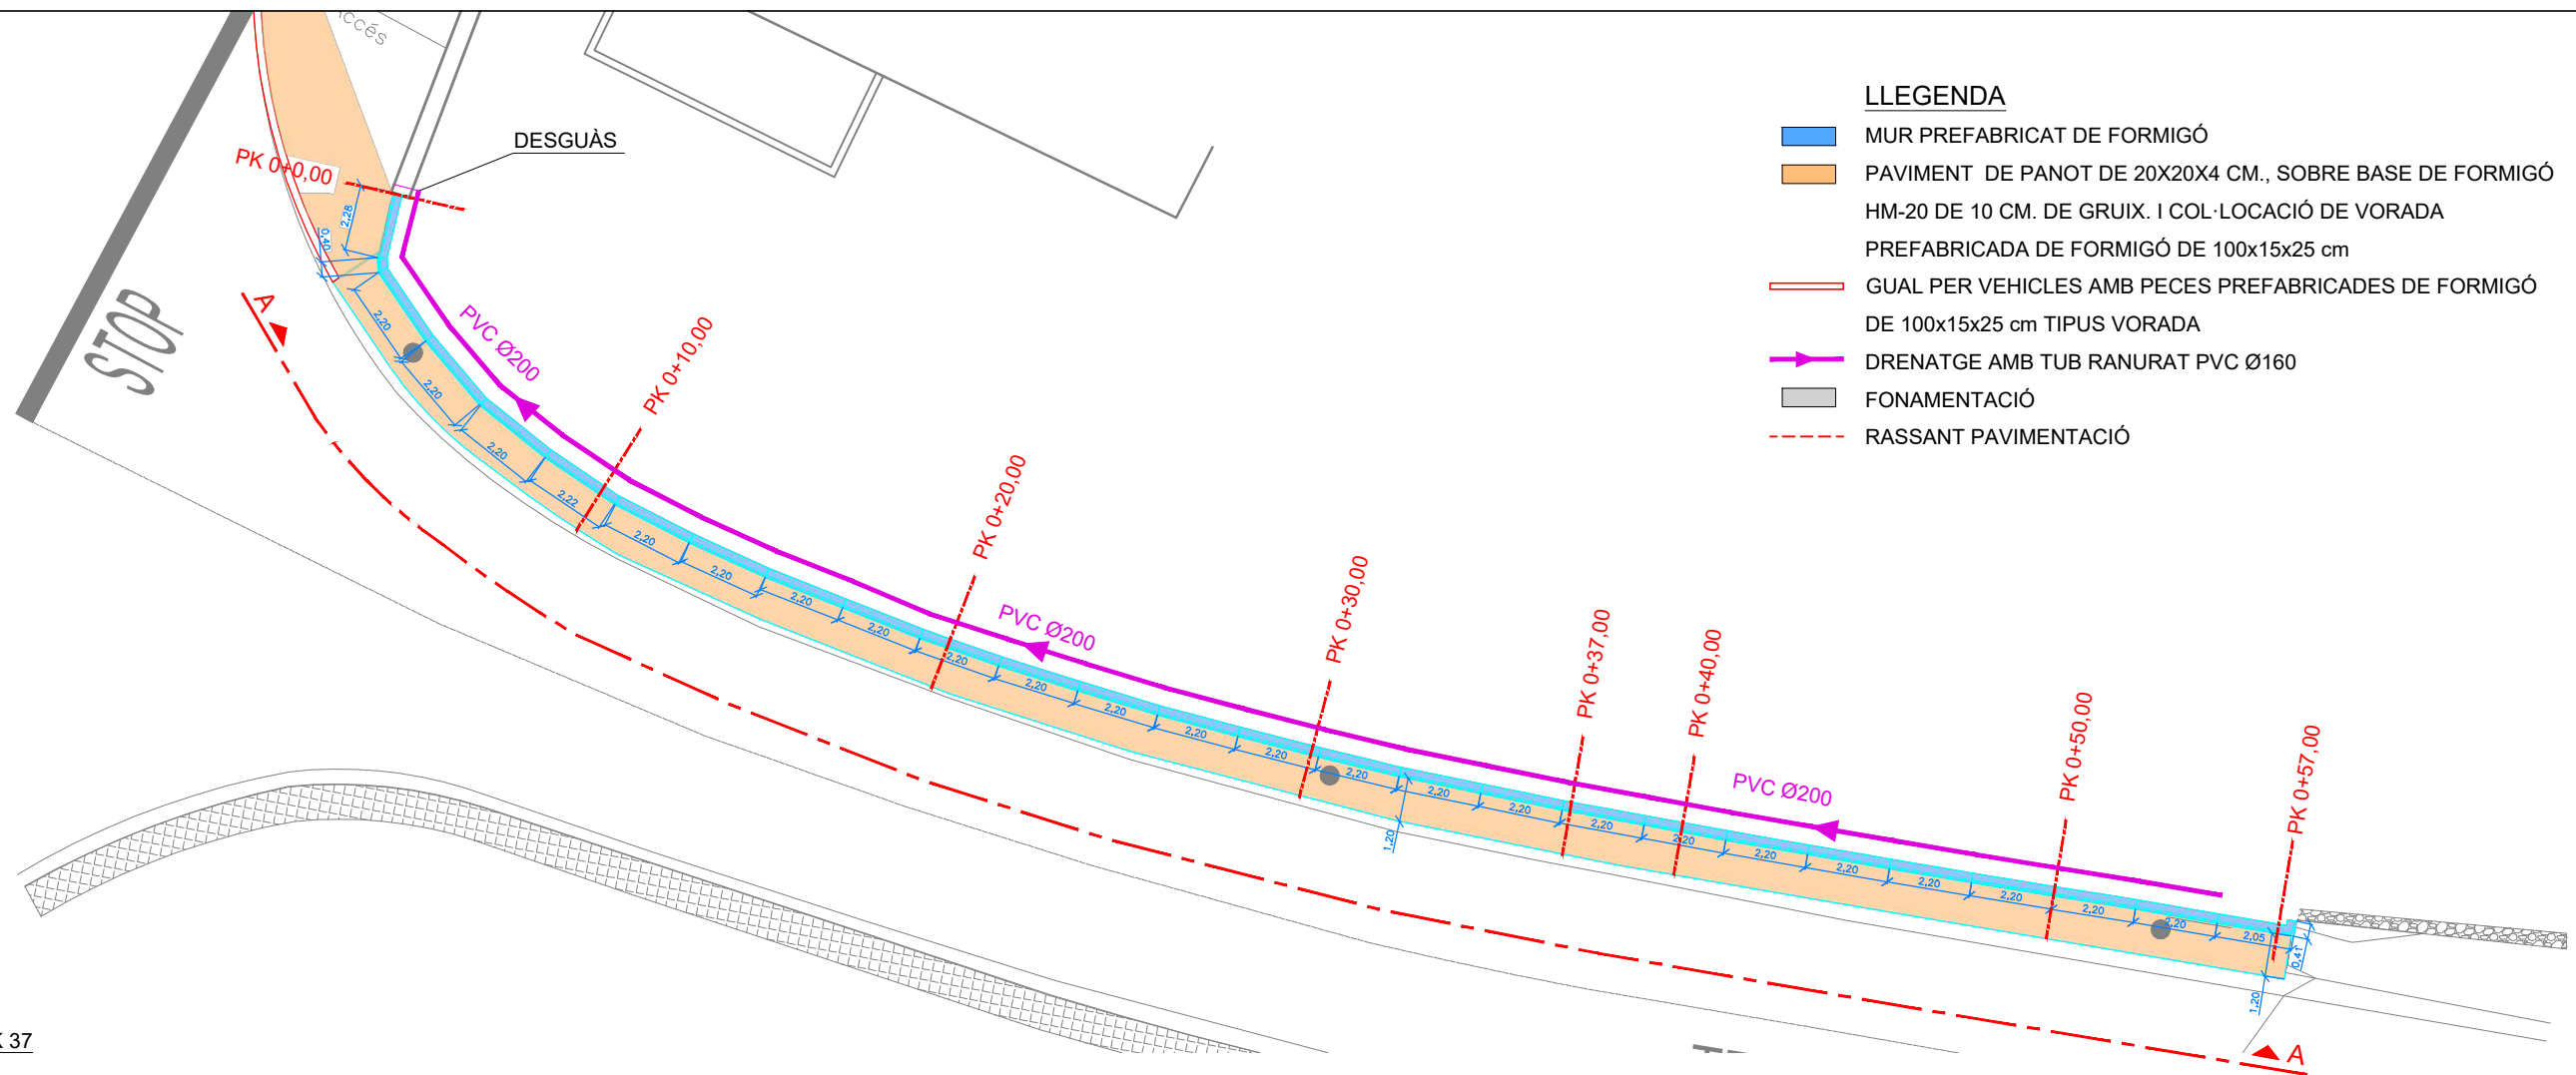 Accés
DESGUÀS
PK 0+0,00
2,28
0,40
STOP
A
PVC Ø200
PK 0+10,00
2,20
2,20
2,20
2,22
2,20
2,20
2,20
2,20
PK 0+20,00
2,20
PVC Ø200
2,20
2,20
2,20
2,20
PK 0+30,00
2,20
1,20
2,20
2,20
PK 0+37,00
2,20
PK 0+40,00
2,20
PVC Ø200
2,20
2,20
2,20
2,20
PK 0+50,00
2,20
2,20
2,05
PK 0+57,00
0,41
1,20
A
K 37
LLEGENDA
MUR PREFABRICAT DE FORMIGÓ
PAVIMENT DE PANOT DE 20X20X4 CM., SOBRE BASE DE FORMIGÓ
HM-20 DE 10 CM. DE GRUIX. I COL·LOCACIÓ DE VORADA
PREFABRICADA DE FORMIGÓ DE 100x15x25 cm
GUAL PER VEHICLES AMB PECES PREFABRICADES DE FORMIGÓ
DE 100x15x25 cm TIPUS VORADA
DRENATGE AMB TUB RANURAT PVC Ø160
FONAMENTACIÓ
RASSANT PAVIMENTACIÓ